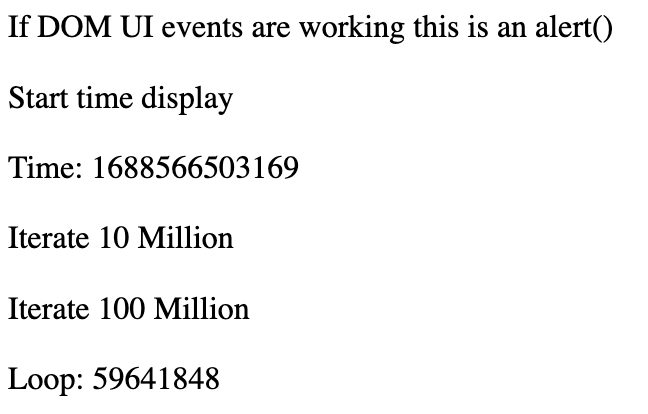 If DOM UI events are working this is an alert()
Start time display
Time: 1688566503169
Iterate 10 Million
Iterate 100 Million
Loop: 59641848